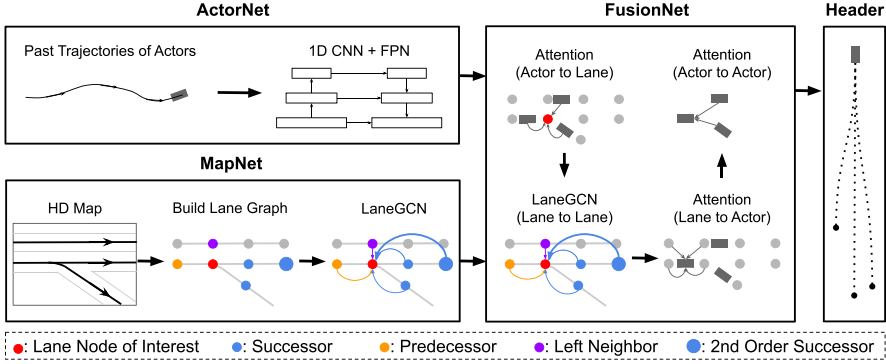 ActorNet
Past Trajectories of Actors
1D CNN + FPN
MapNet
HD Map
Build Lane Graph
LaneGCN
FusionNet
Attention
(Actor to Lane)
Attention
(Actor to Actor)
LaneGCN
(Lane to Lane)
Attention
(Lane to Actor)
Header
: Lane Node of Interest
: Successor
: Predecessor
: Left Neighbor
: 2nd Order Successor